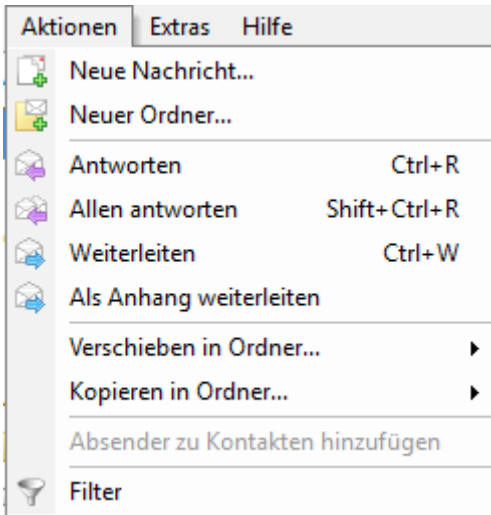 Aktionen Extras Hilfe
Neue Nachricht...
Neuer Ordner...
Antworten Ctrl+R
Allen antworten Shift+Ctrl+R
Weiterleiten Ctrl+W
Als Anhang weiterleiten
Verschieben in Ordner...
Kopieren in Ordner...
Absender zu Kontakten hinzufügen
Filter